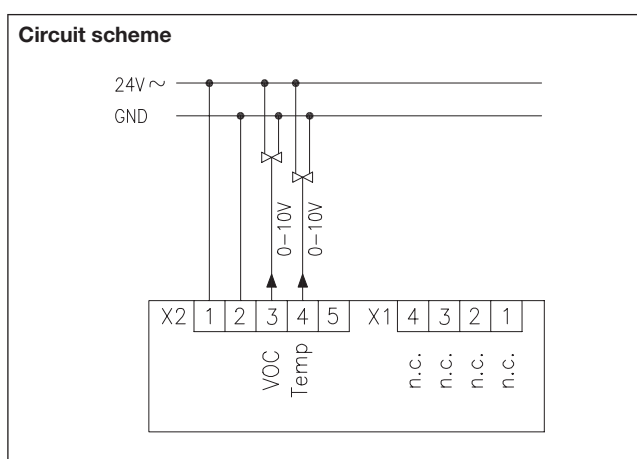 Circuit scheme
24V~
GND
0-10V 0-10V
X2 1 2 3 4 5 X1 4 3 2 1
VOC Temp n.c. n.c. n.c. n.c.